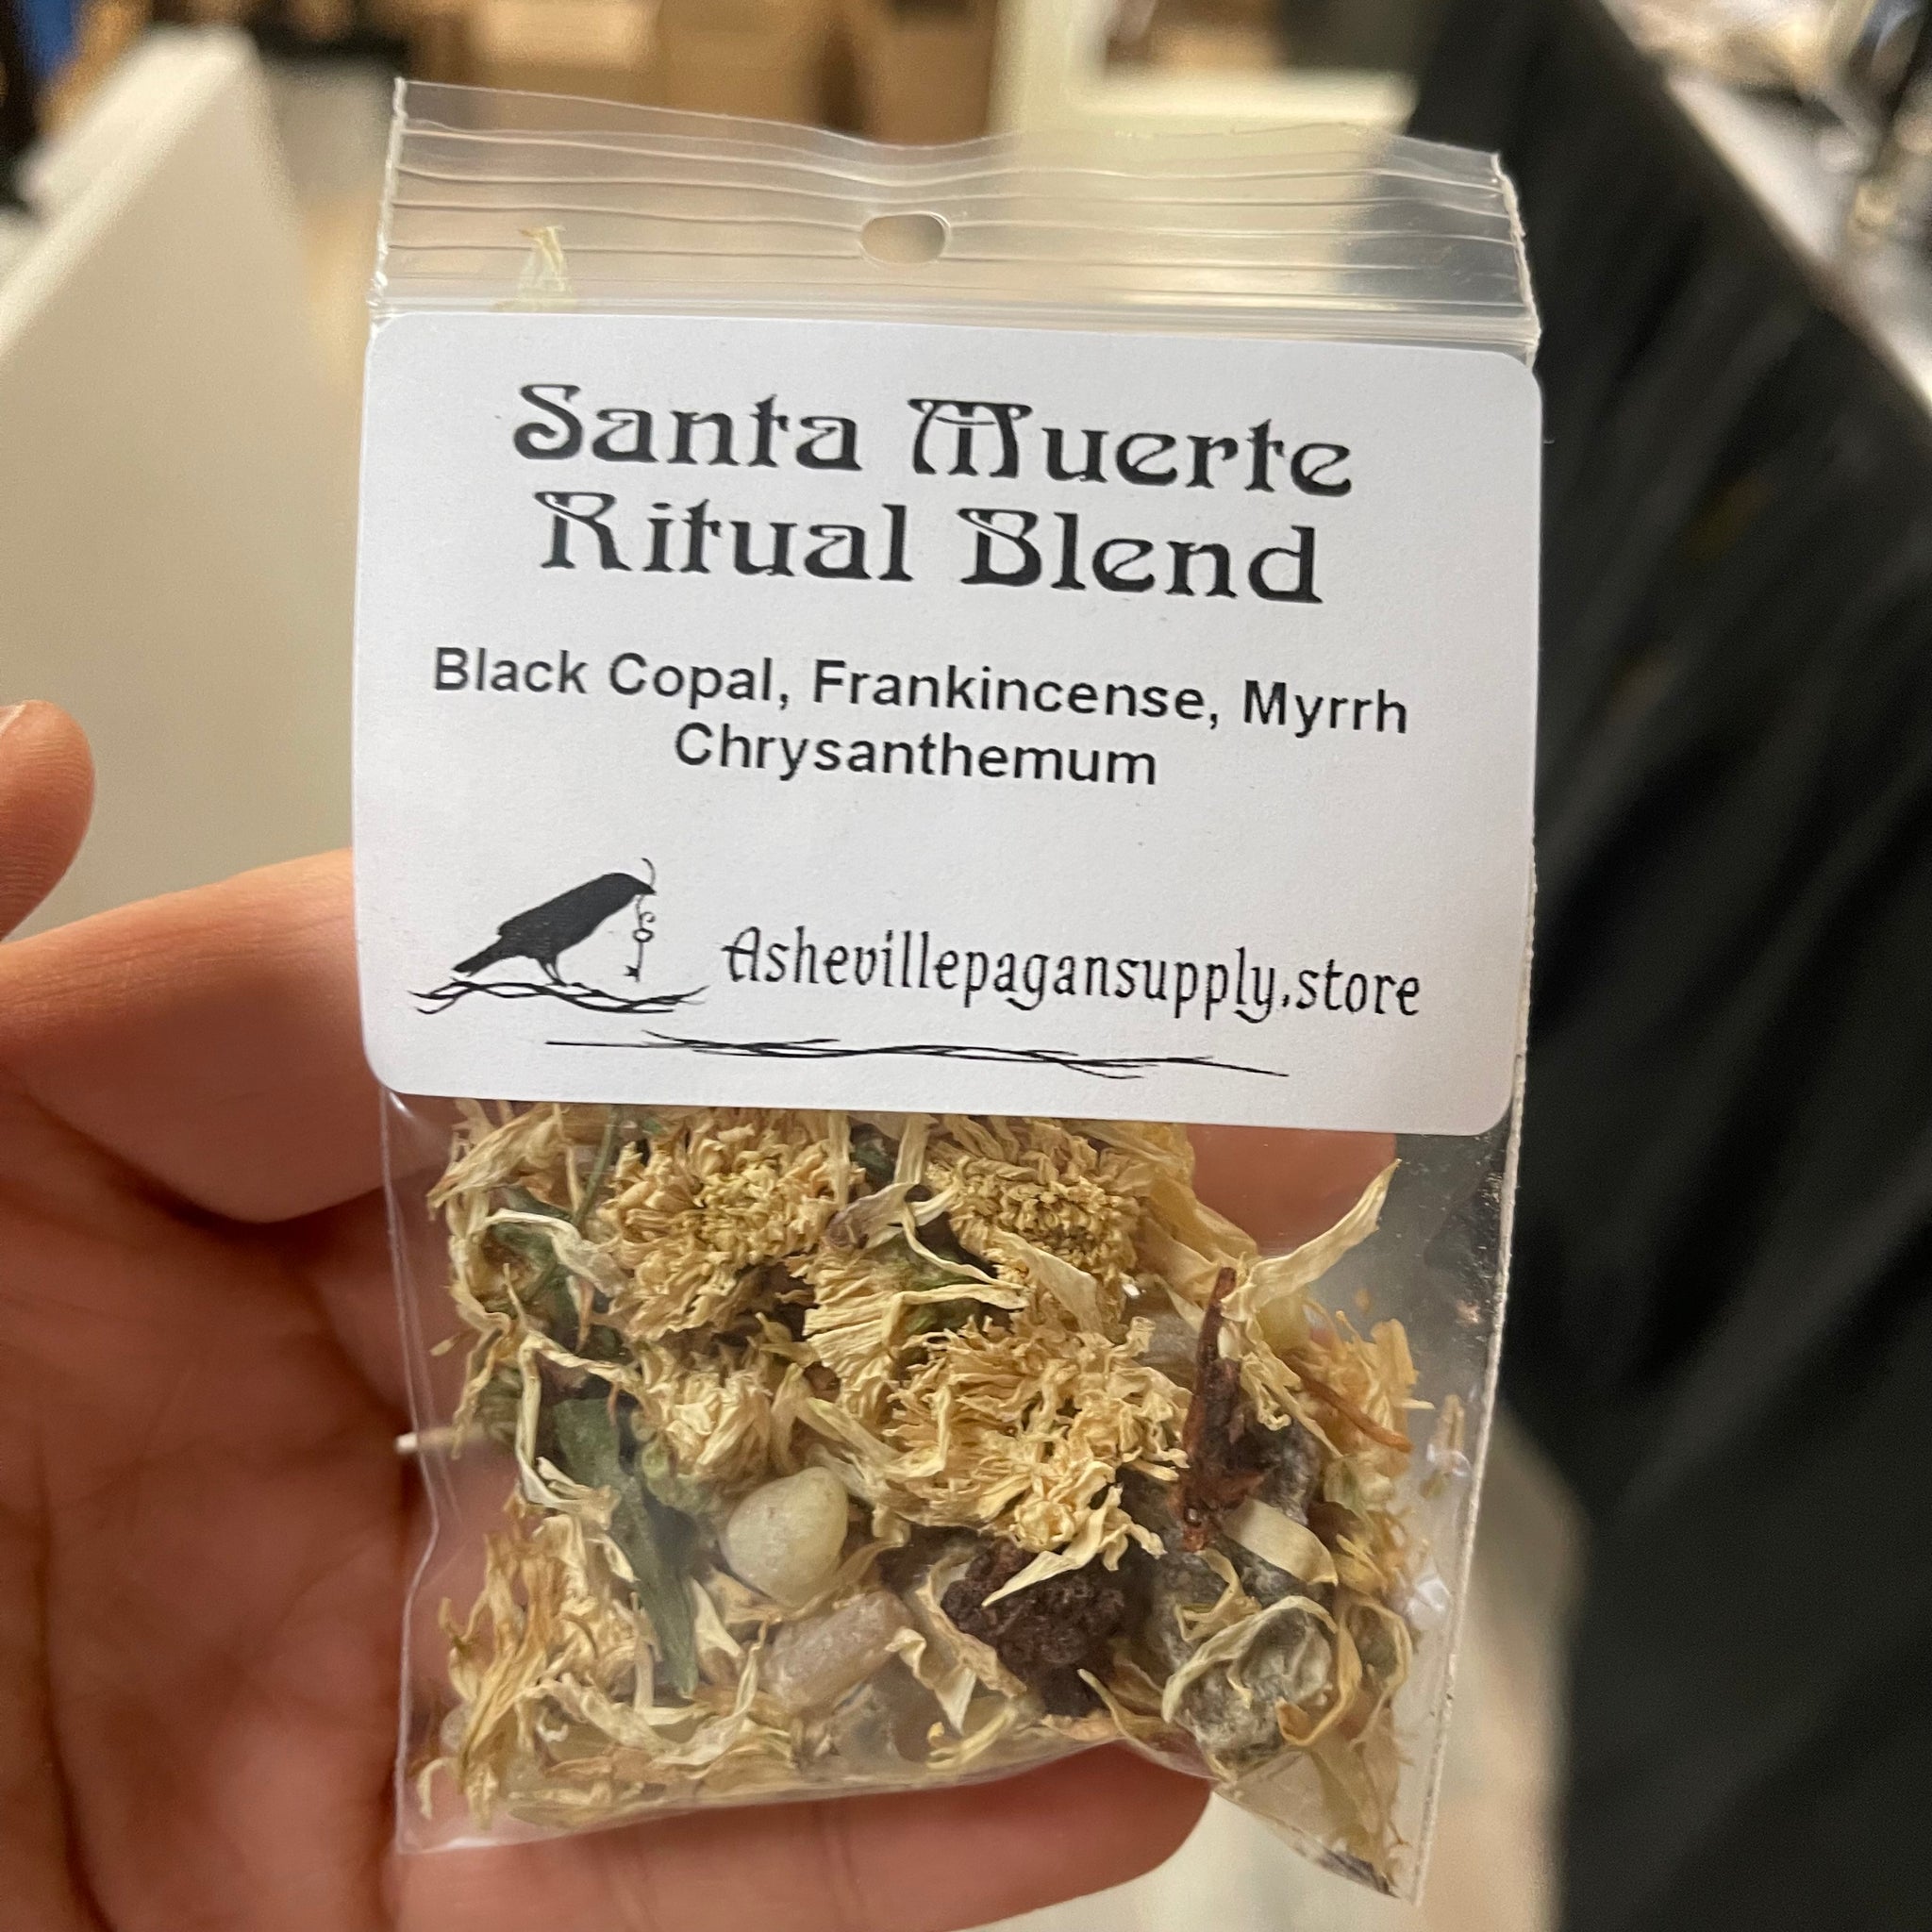 Santa Muerte
Ritual Blend
Black Copal, Frankincense, Myrrh
Chrysanthemum
Ashevillepagansupply.store